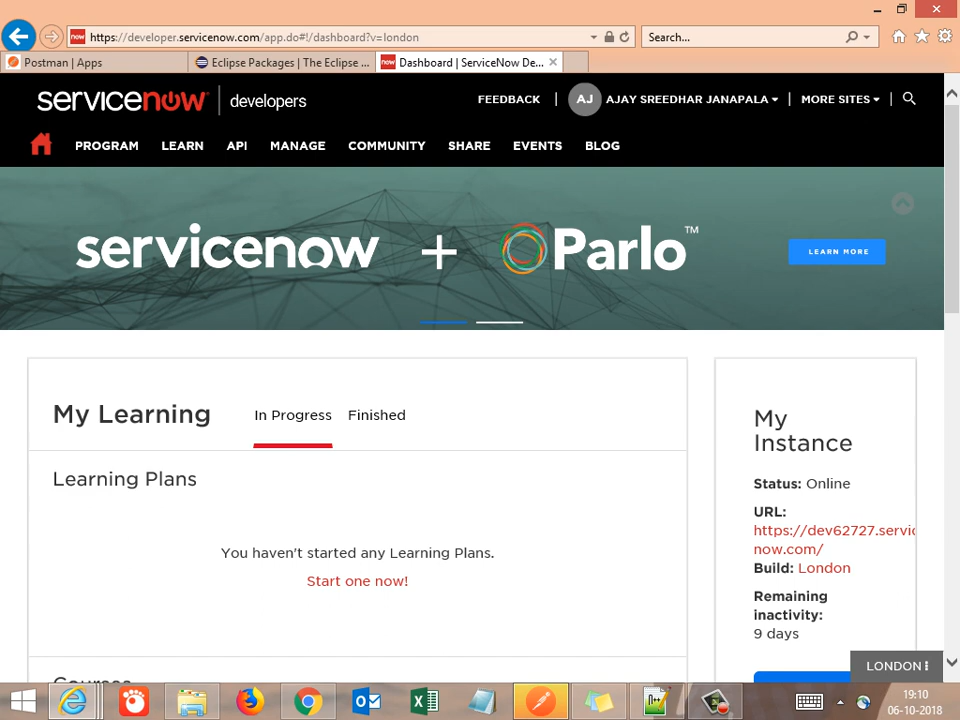 https://developer.servicenow.com/app.do#!/dashboard?v=london
Search...
Postman | Apps
Eclipse Packages | The Eclipse ...
now Dashboard | ServiceNow De...
servicenow | developers
FEEDBACK | AJ AJAY SREEDHAR JANAPALA | MORE SITES |
PROGRAM LEARN API MANAGE COMMUNITY SHARE EVENTS BLOG
servicenow + Parlo™
LEARN MORE
My Learning In Progress Finished
Learning Plans
You haven't started any Learning Plans.
Start one now!
My
Instance
Status: Online
URL:
https://dev62727.servic
now.com/
Build: London
Remaining
inactivity:
9 days
LONDON
19:10
06-10-2018